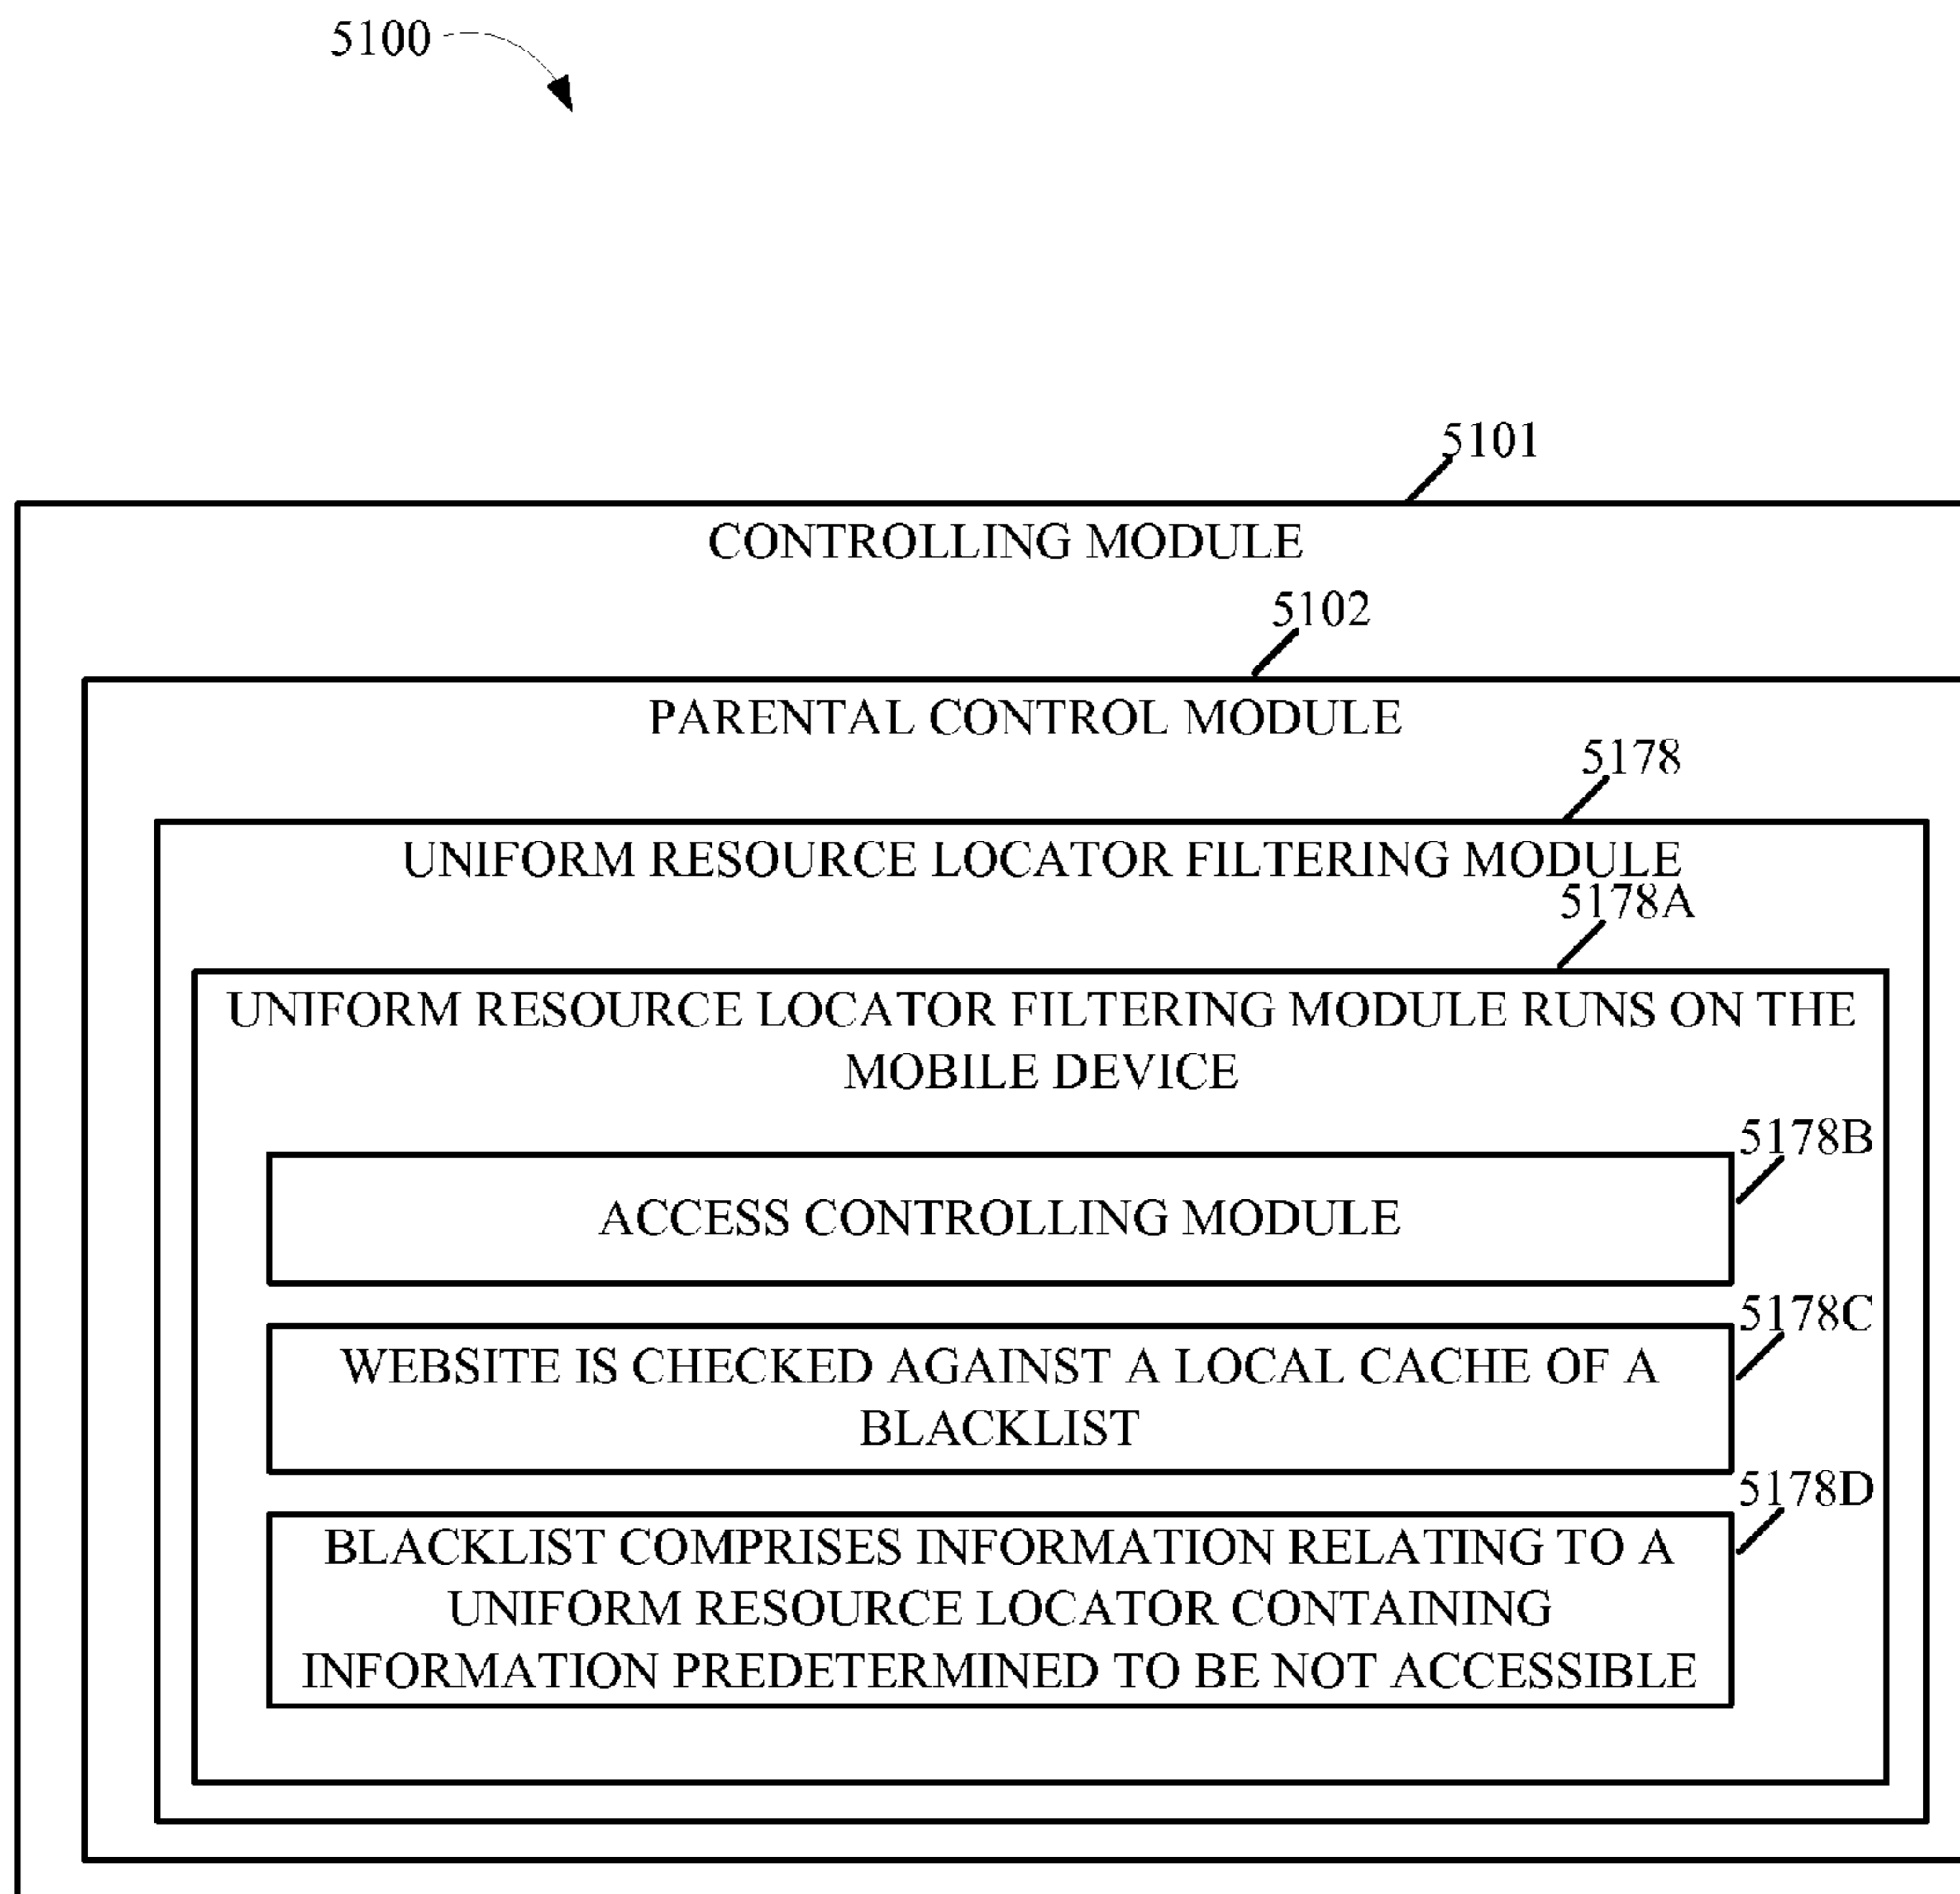 5100
5101
CONTROLLING MODULE
5102
PARENTAL CONTROL MODULE
5178
UNIFORM RESOURCE LOCATOR FILTERING MODULE
5178A
UNIFORM RESOURCE LOCATOR FILTERING MODULE RUNS ON THE
MOBILE DEVICE
5178B
ACCESS CONTROLLING MODULE
5178C
WEBSITE IS CHECKED AGAINST A LOCAL CACHE OF A
BLACKLIST
5178D
BLACKLIST COMPRISES INFORMATION RELATING TO A
UNIFORM RESOURCE LOCATOR CONTAINING
INFORMATION PREDETERMINED TO BE NOT ACCESSIBLE